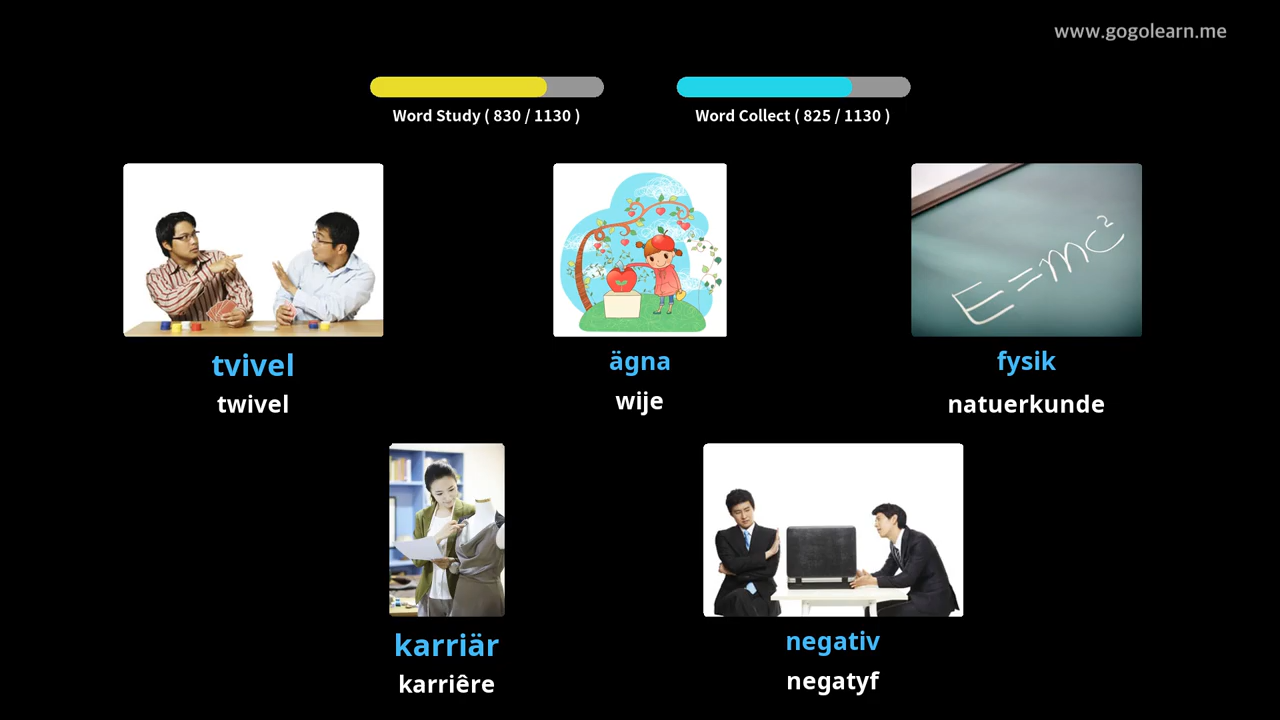 www.gogolearn.me
Word Study ( 830 / 1130 )
Word Collect ( 825 / 1130 )
tvivel
twivel
ägna
wije
E=mc²
fysik
natuerkunde
karriär
karriêre
negativ
negatyf